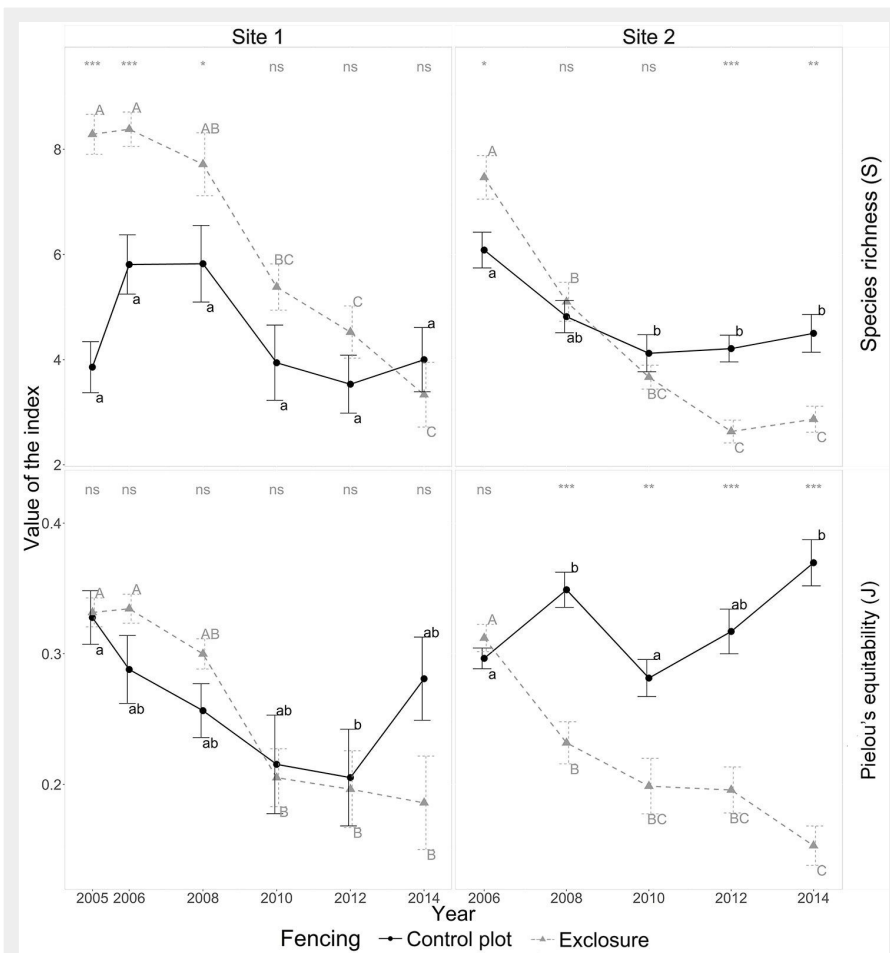 Site 1
Site 2
*** *** * ns ns ns
* ns ns *** **
A A AB BC C C
a a a a a a
A B BC C C
a ab b b b
8
6
4
2
Species richness (S)
Value of the index
ns ns ns ns ns ns
ns *** ** *** ***
A A AB B B B
a ab ab ab b ab
A B BC BC C
a b a ab b
0.4
0.3
0.2
Pielou's equitability (J)
2005 2006 2008 2010 2012 2014
2006 2008 2010 2012 2014
Year
Fencing Control plot Exclosure